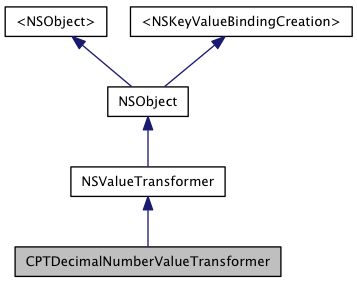 <NSObject>
<NSKeyValueBindingCreation>
NSObject
NSValueTransformer
CPTDecimalNumberValueTransformer